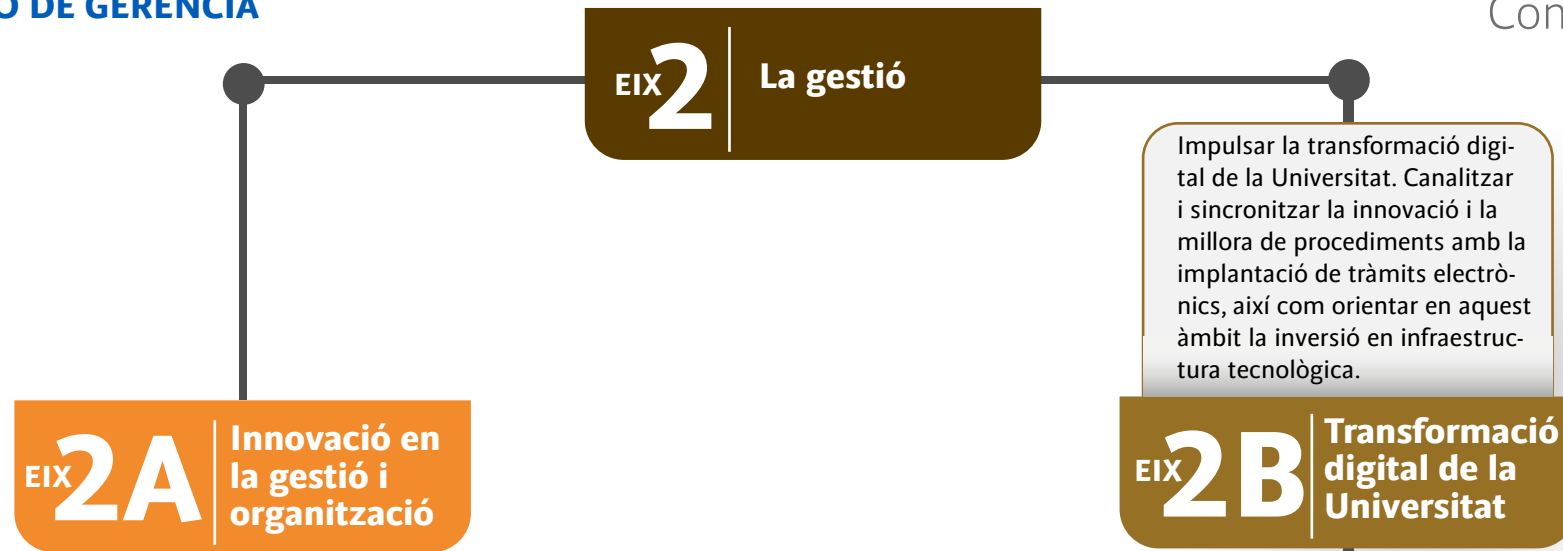 DE GERÈNCIA
Con
EIX 2 La gestió
Impulsar la transformació digi-
tal de la Universitat. Canalitzar
i sincronitzar la innovació i la
millora de procediments amb la
implantació de tràmits electrò-
nics, així com orientar en aquest
àmbit la inversió en infraestruc-
tura tecnològica.
EIX 2A
Innovació en
la gestió i
organització
EIX 2B
Transformació
digital de la
Universitat